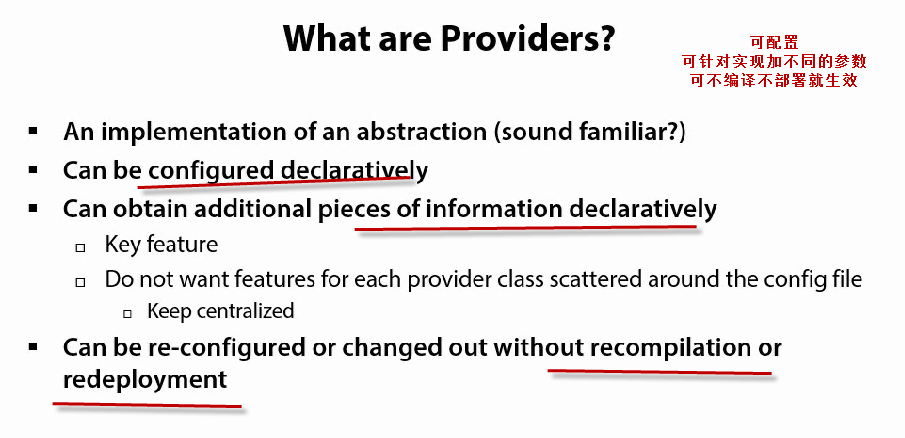 What are Providers?
可配置
可针对实现加不同的参数
可不编译不部署就生效
An implementation of an abstraction (sound familiar?)
Can be configured declaratively
Can obtain additional pieces of information declaratively
Key feature
Do not want features for each provider class scattered around the config file
Keep centralized
Can be re-configured or changed out without recompilation or
redeployment